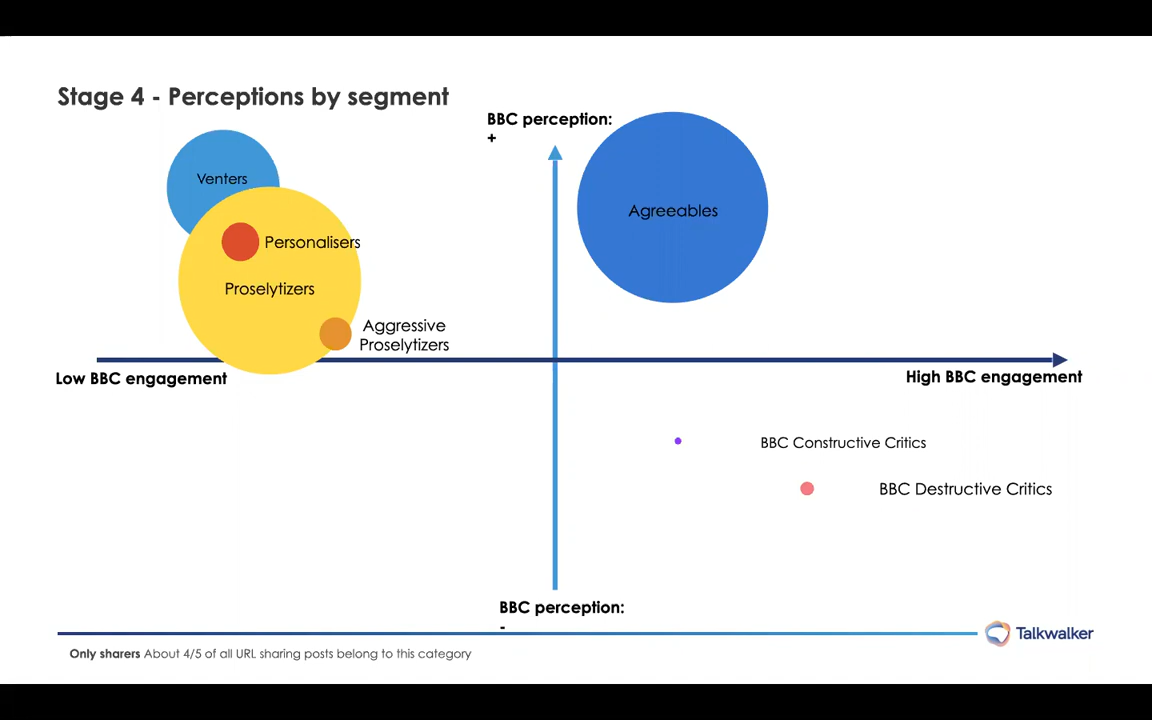 Stage 4 - Perceptions by segment
BBC perception:
+
Venters
Agreeables
Personalisers
Proselytizers
Aggressive
Proselytizers
Low BBC engagement
High BBC engagement
BBC Constructive Critics
BBC Destructive Critics
BBC perception:
-
Talkwalker
Only sharers About 4/5 of all URL sharing posts belong to this category